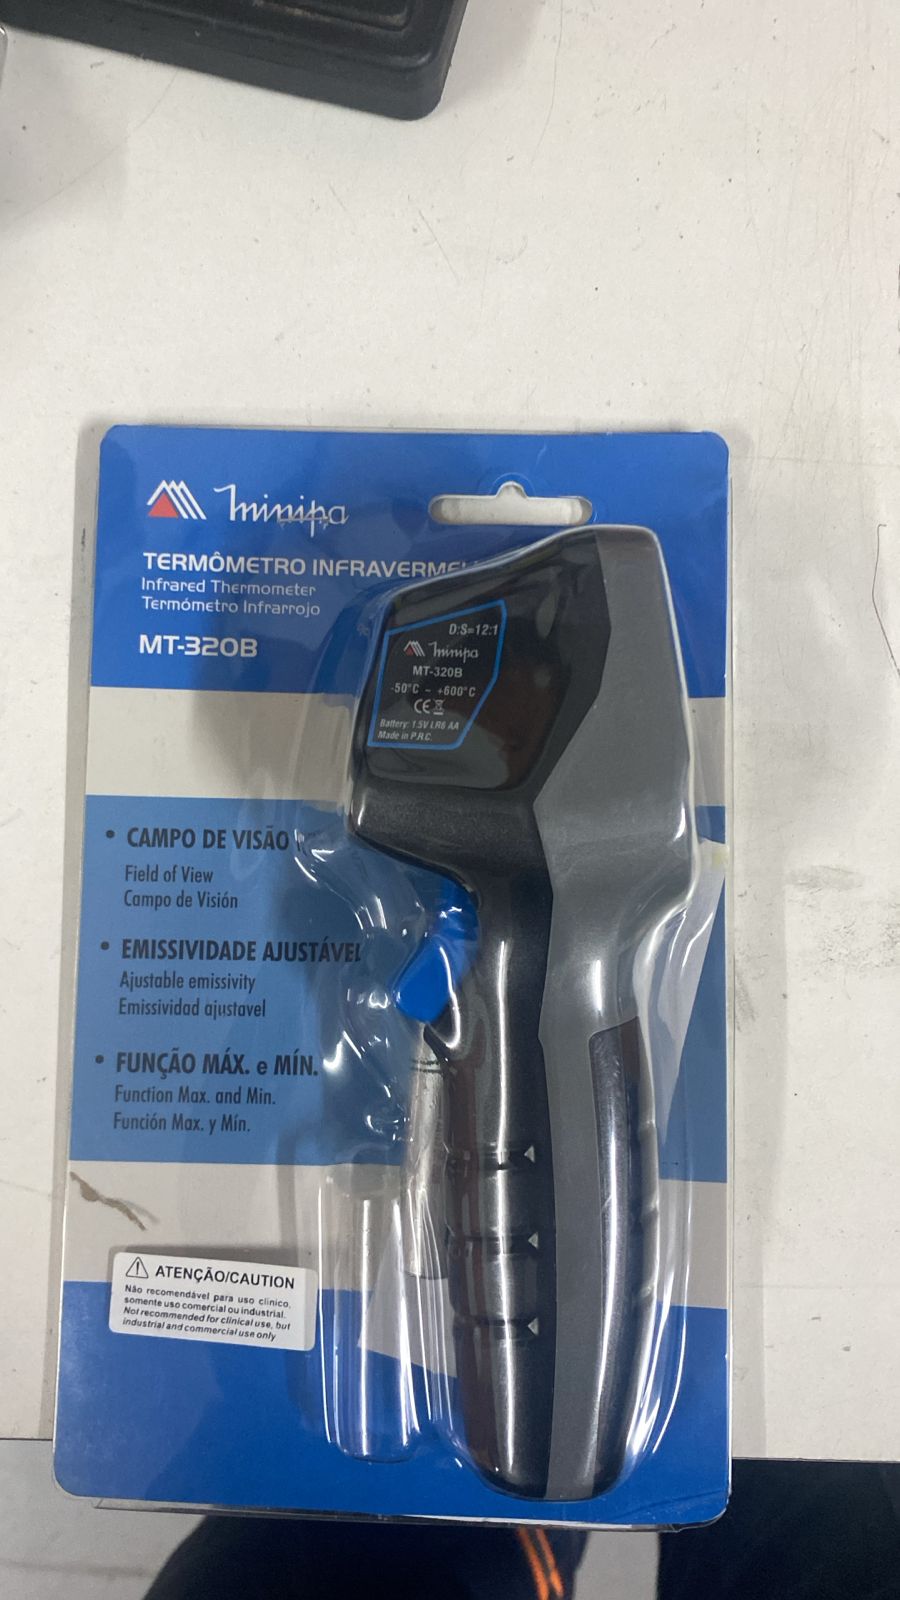 minipa
TERMÔMETRO INFRAVERME
Infrared Thermometer
Termómetro Infrarrojo
MT-320B
D:S=12:1
minipa
MT-320B
-50°C ~ +600°C
CE
Battery: 1.5V LR6 AA
Made in P.R.C.
• CAMPO DE VISÃO
Field of View
Campo de Visión
• EMISSIVIDADE AJUSTÁVEL
Ajustable emissivity
Emissividad ajustavel
• FUNÇÃO MÁX. e MÍN.
Function Max. and Min.
Función Max. y Mín.
ATENÇÃO/CAUTION
Não recomendável para uso clínico,
somente uso comercial ou industrial.
Not recommended for clinical use, but
industrial and commercial use only